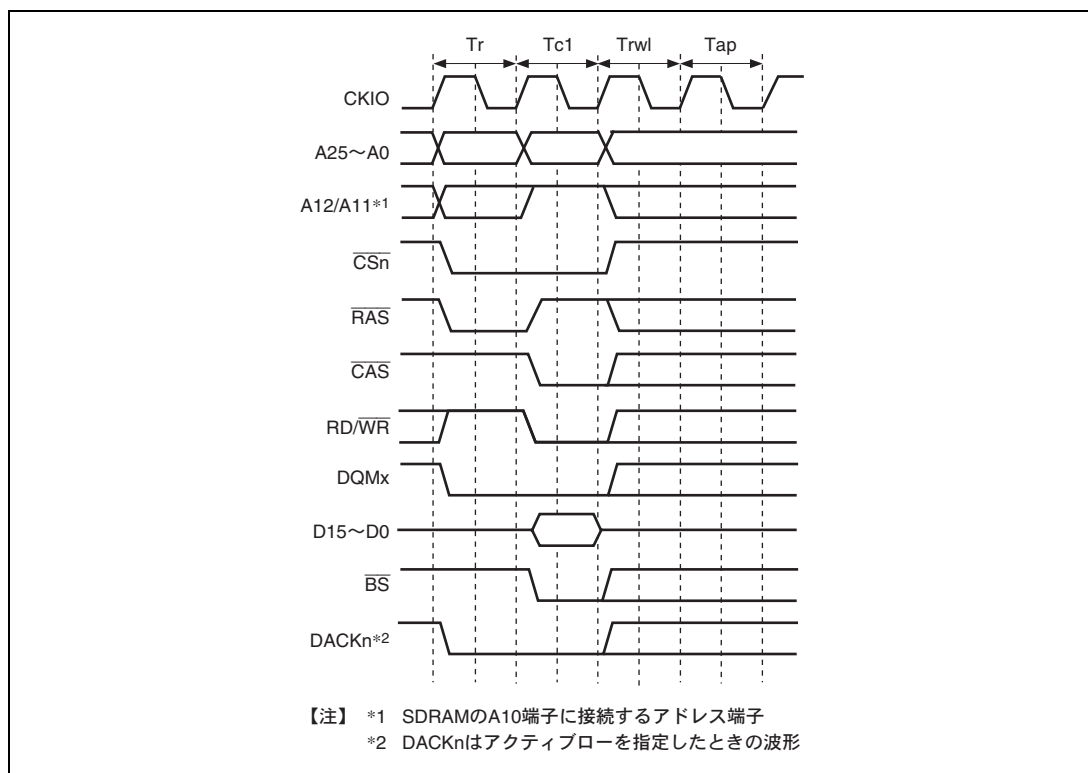 Tr Tc1 Trwl Tap
CKIO
A25～A0
A12/A11*1
CSn
RAS
CAS
RD/WR
DQMx
D15～D0
BS
DACKn*2
【注】 *1 SDRAMのA10端子に接続するアドレス端子
*2 DACKnはアクティブローを指定したときの波形